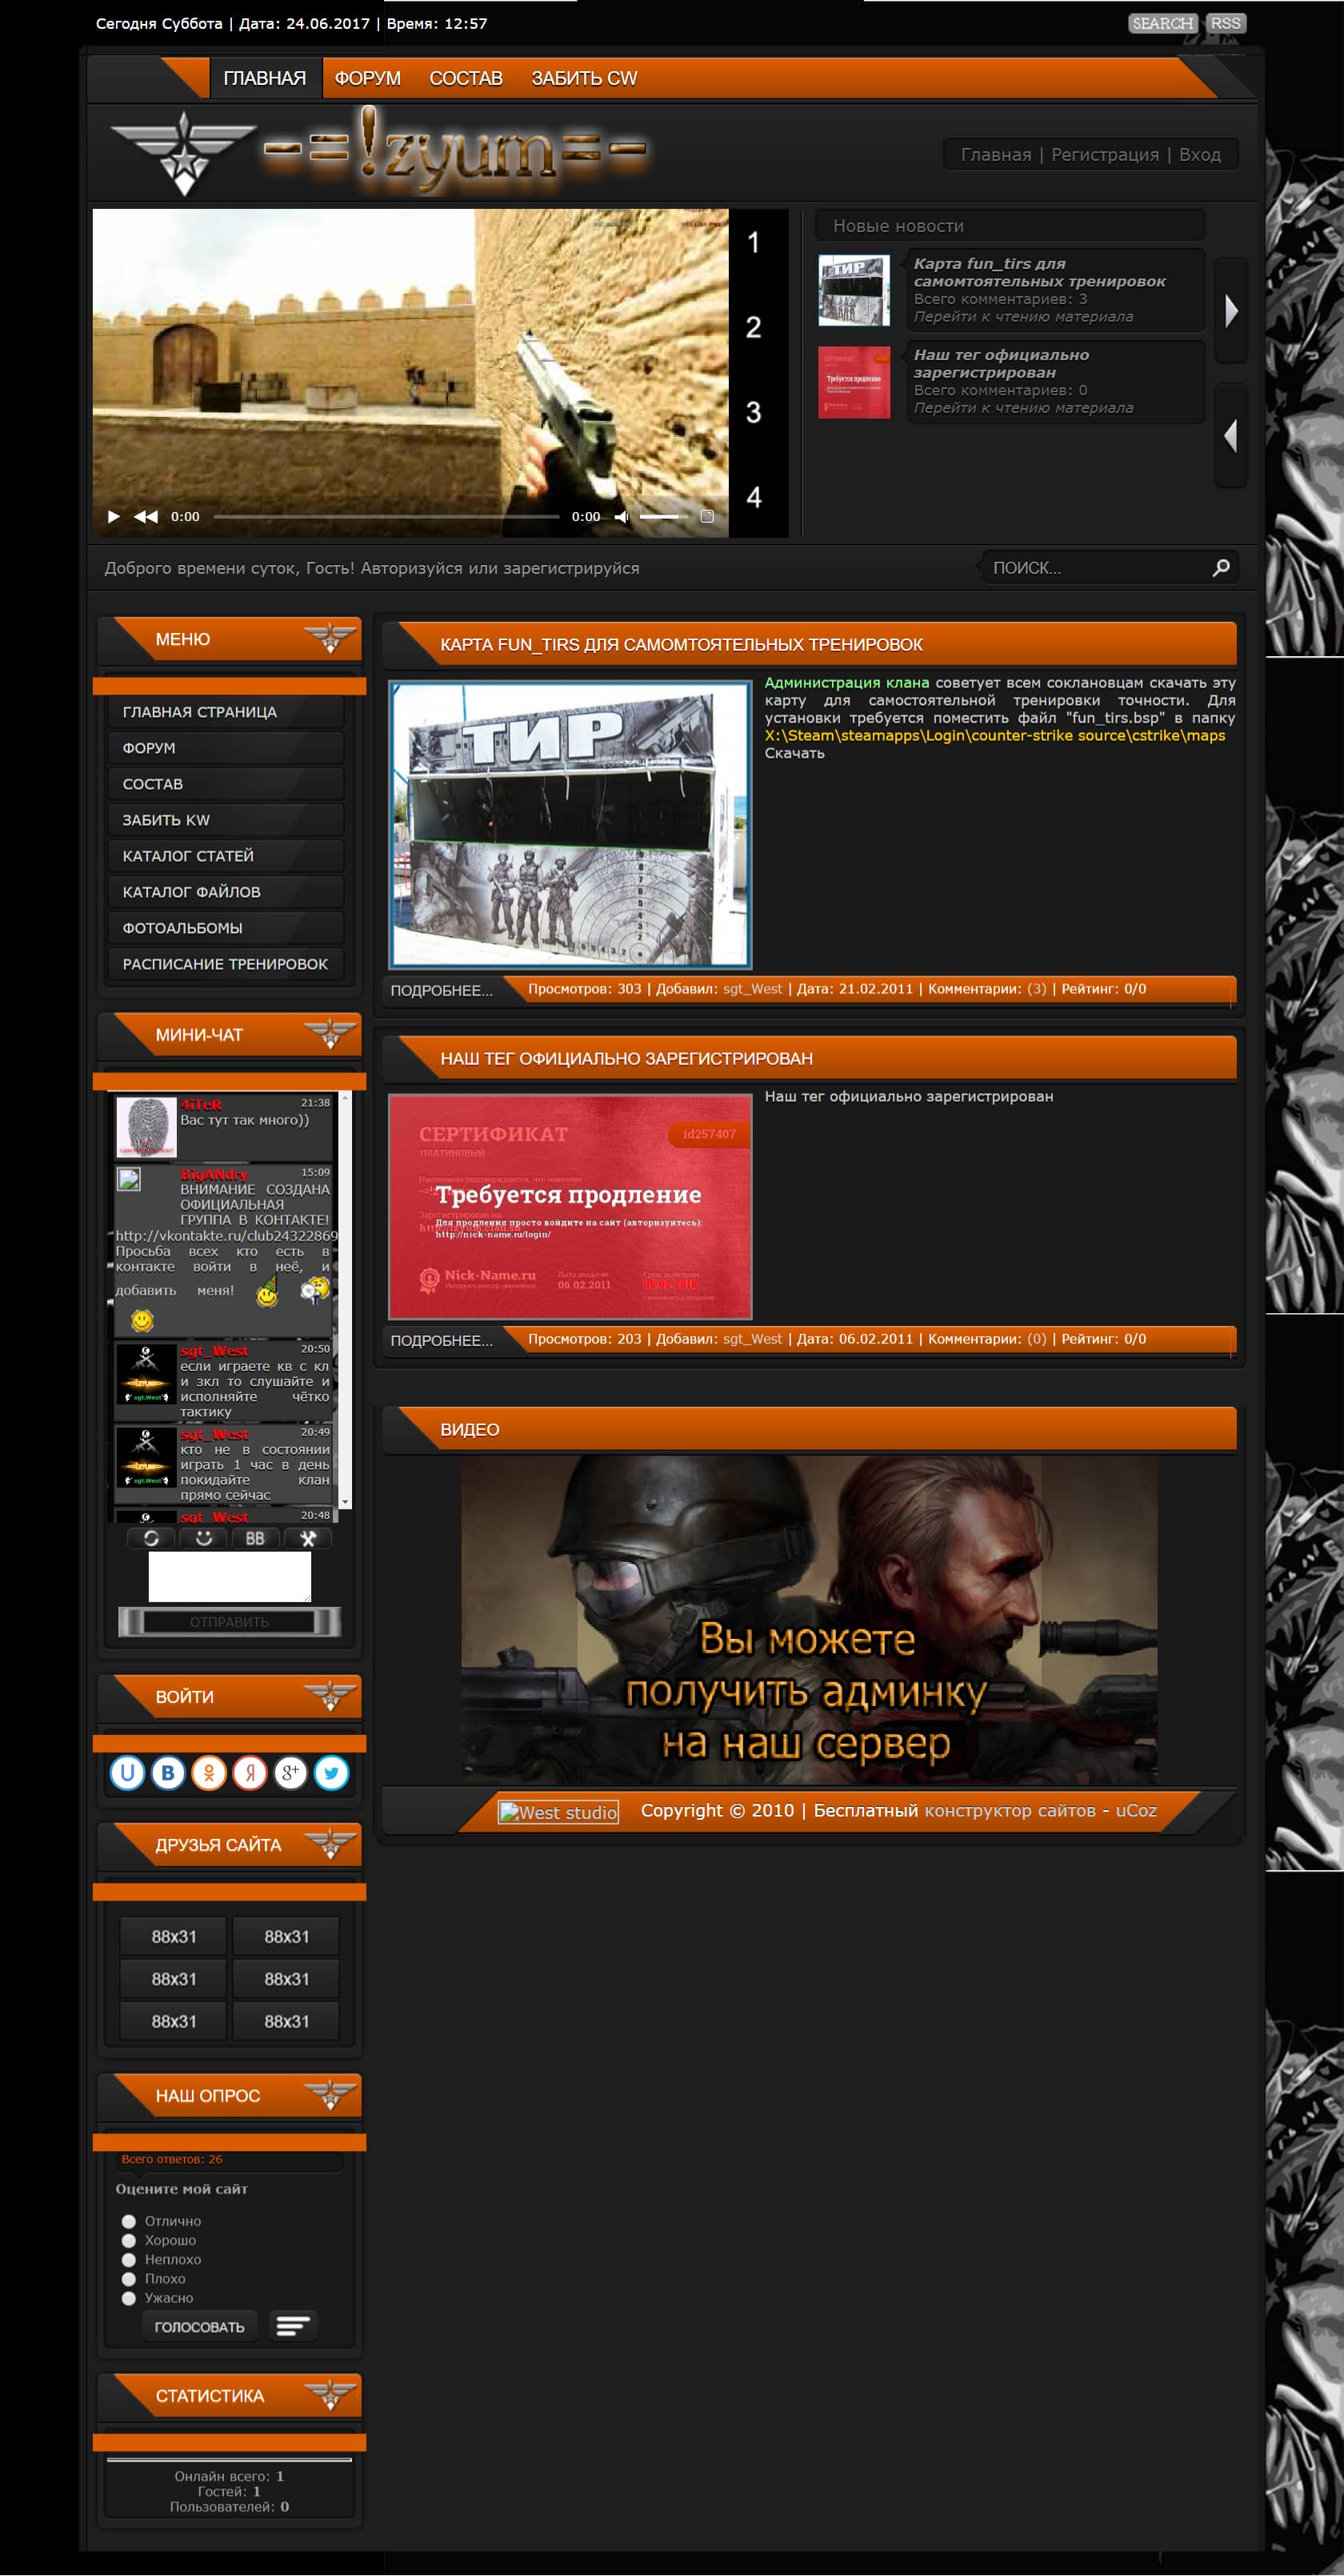 Сегодня Суббота | Дата: 24.06.2017 | Время: 12:57
SEARCH RSS
ГЛАВНАЯ ФОРУМ СОСТАВ ЗАБИТЬ CW
-=!zyum=-
Главная | Регистрация | Вход
1
2
3
4
0:00 0:00
Новые новости
Карта fun_tirs для
самомтоятельных тренировок
Всего комментариев: 3
Перейти к чтению материала
Наш тег официально
зарегистрирован
Всего комментариев: 0
Перейти к чтению материала
Доброго времени суток, Гость! Авторизуйся или зарегистрируйся
ПОИСК...
МЕНЮ
ГЛАВНАЯ СТРАНИЦА
ФОРУМ
СОСТАВ
ЗАБИТЬ KW
КАТАЛОГ СТАТЕЙ
КАТАЛОГ ФАЙЛОВ
ФОТОАЛЬБОМЫ
РАСПИСАНИЕ ТРЕНИРОВОК
МИНИ-ЧАТ
4iTeR 21:38
Вас тут так много))
BigANdry 15:09
ВНИМАНИЕ СОЗДАНА
ОФИЦИАЛЬНАЯ
ГРУППА В КОНТАКТЕ!
http://vkontakte.ru/club24322869
Просьба всех кто есть в
контакте войти в неё, и
добавить меня!
sgt_West 20:50
если играете кв с кл
и зкл то слушайте и
исполняйте чётко
тактику
sgt_West 20:49
кто не в состоянии
играть 1 час в день
покидайте клан
прямо сейчас
sgt_West 20:48
BB
ОТПРАВИТЬ
ВОЙТИ
ДРУЗЬЯ САЙТА
88x31 88x31
88x31 88x31
88x31 88x31
НАШ ОПРОС
Всего ответов: 26
Оцените мой сайт
Отлично
Хорошо
Неплохо
Плохо
Ужасно
ГОЛОСОВАТЬ
СТАТИСТИКА
Онлайн всего: 1
Гостей: 1
Пользователей: 0
КАРТА FUN_TIRS ДЛЯ САМОМТОЯТЕЛЬНЫХ ТРЕНИРОВОК
ТИР
Администрация клана советует всем соклановцам скачать эту
карту для самостоятельной тренировки точности. Для
установки требуется поместить файл "fun_tirs.bsp" в папку
X:\Steam\steamapps\Login\counter-strike source\cstrike\maps
Скачать
ПОДРОБНЕЕ... Просмотров: 303 | Добавил: sgt_West | Дата: 21.02.2011 | Комментарии: (3) | Рейтинг: 0/0
НАШ ТЕГ ОФИЦИАЛЬНО ЗАРЕГИСТРИРОВАН
СЕРТИФИКАТ id257407
ПЛАТИНОВЫЙ
Требуется продление
Для продления просто войдите на сайт (авторизуйтесь):
http://nick-name.ru/login/
Nick-Name.ru
Дата выдачи
06.02.2011
06.02.2016
Наш тег официально зарегистрирован
ПОДРОБНЕЕ... Просмотров: 203 | Добавил: sgt_West | Дата: 06.02.2011 | Комментарии: (0) | Рейтинг: 0/0
ВИДЕО
Вы можете
получить админку
на наш сервер
West studio Copyright © 2010 | Бесплатный конструктор сайтов - uCoz